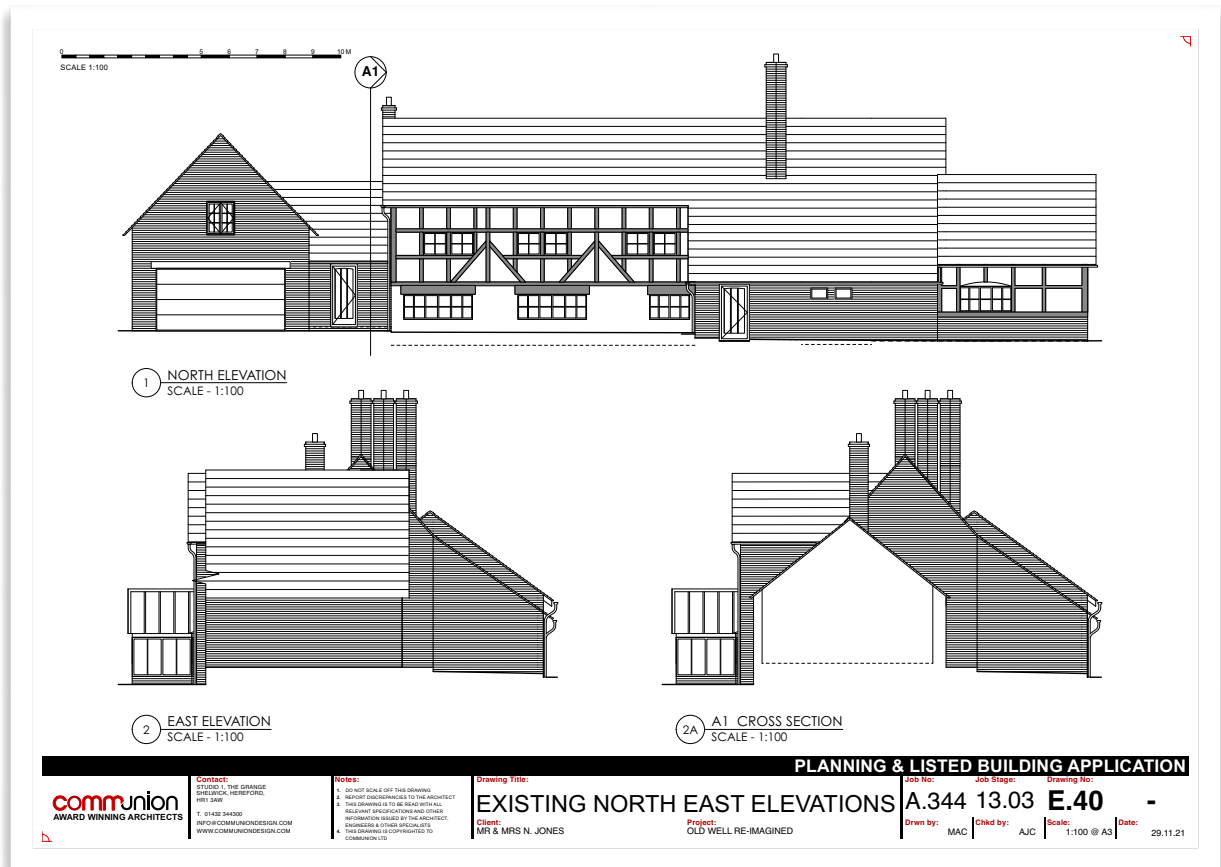 0 5 6 7 8 9 10 M
SCALE 1:100
A1
1 NORTH ELEVATION
SCALE - 1:100
2 EAST ELEVATION
SCALE - 1:100
2A A1 CROSS SECTION
SCALE - 1:100
PLANNING & LISTED BUILDING APPLICATION
communion
AWARD WINNING ARCHITECTS
Contact:
STUDIO 1, THE GRANGE
SHELWICK, HEREFORD,
HR1 3AW
T. 01432 344300
INFO@COMMUNIONDESIGN.COM
WWW.COMMUNIONDESIGN.COM
Notes:
1. DO NOT SCALE OFF THIS DRAWING
2. REPORT DISCREPANCIES TO THE ARCHITECT
3. THIS DRAWING IS TO BE READ WITH ALL
RELEVANT SPECIFICATIONS AND OTHER
INFORMATION ISSUED BY THE ARCHITECT,
ENGINEERS & OTHER SPECIALISTS
4. THIS DRAWING IS COPYRIGHTED TO
COMMUNION LTD
Drawing Title:
EXISTING NORTH EAST ELEVATIONS
Client:
MR & MRS N. JONES
Project:
OLD WELL RE-IMAGINED
Job No:
A.344
Job Stage:
13.03
Drawing No:
E.40 -
Drwn by:
MAC
Chkd by:
AJC
Scale:
1:100 @ A3
Date:
29.11.21